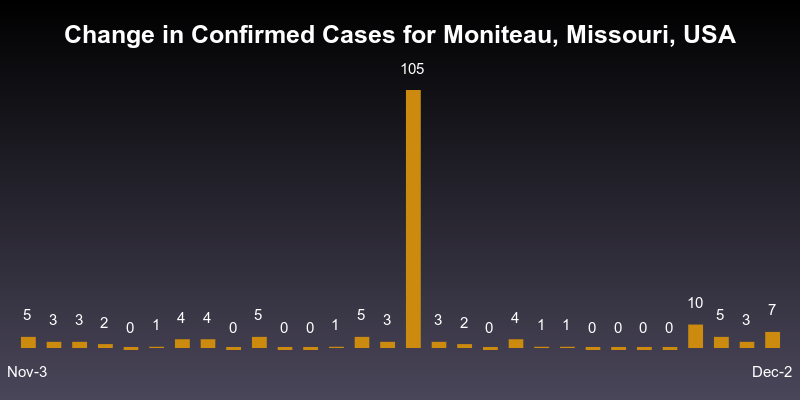 Change in Confirmed Cases for Moniteau, Missouri, USA
105
5 3 3 2 0 1 4 4 0 5 0 0 1 5 3 3 2 0 4 1 1 0 0 0 0 10 5 3 7
Nov-3 Dec-2